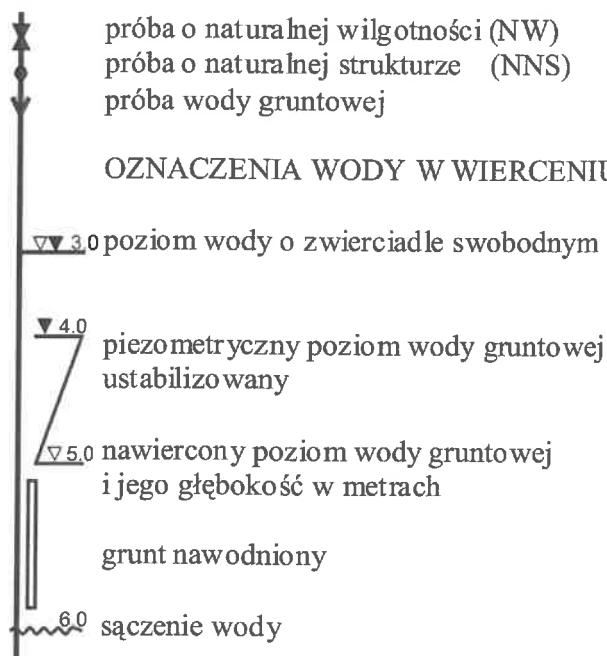 próba o naturalnej wilgotności (NW)
próba o naturalnej strukturze (NNS)
próba wody gruntowej
OZNACZENIA WODY W WIERCENIU
3.0 poziom wody o zwierciadle swobodnym
4.0
piezometryczny poziom wody gruntowej
ustabilizowany
5.0 nawiercony poziom wody gruntowej
i jego głębokość w metrach
grunt nawodniony
6.0 sączenie wody